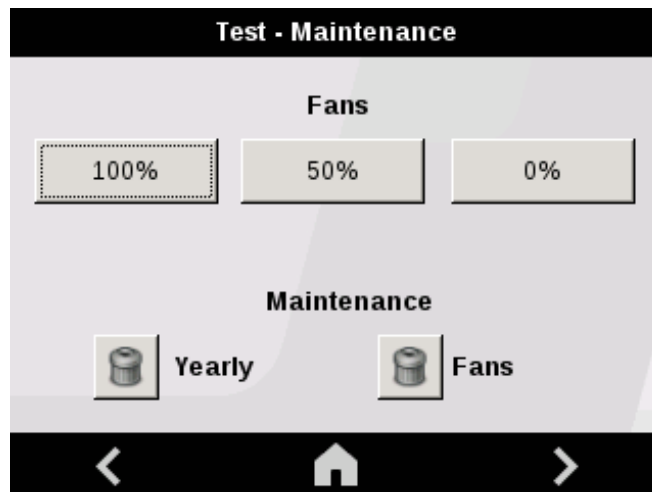 Test - Maintenance
Fans
100% 50% 0%
Maintenance
Yearly Fans